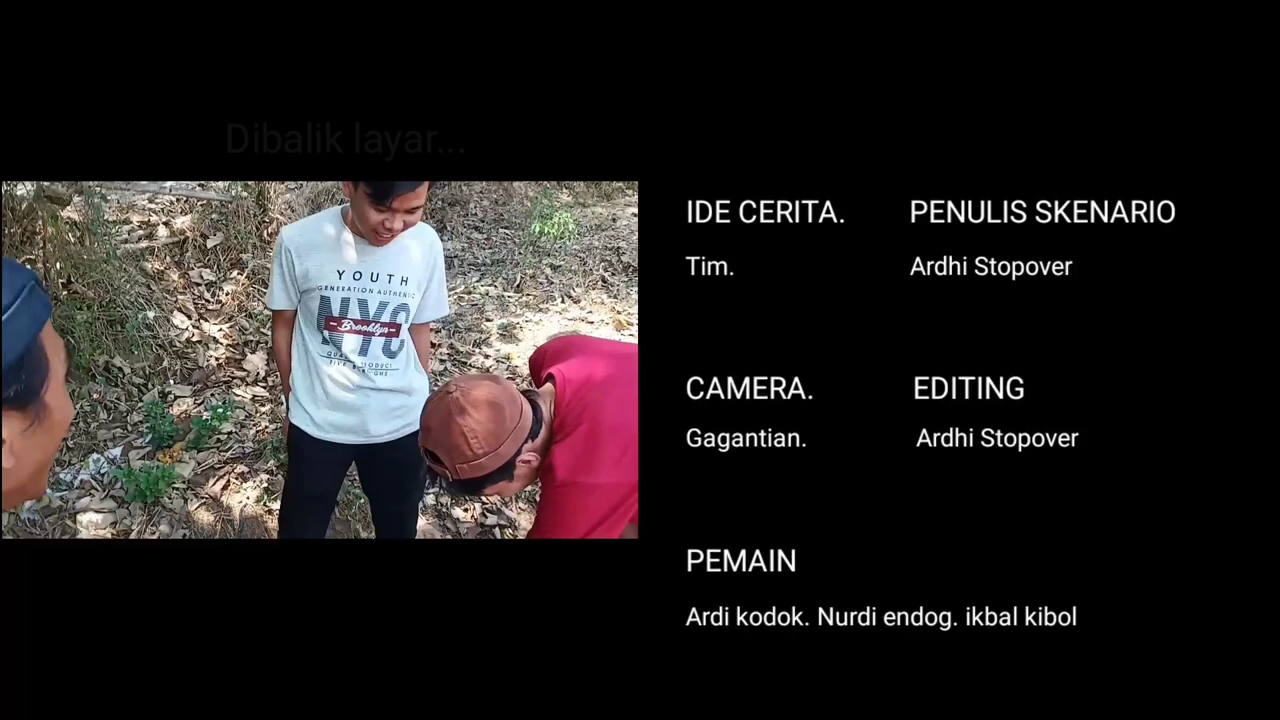 Dibalik layar...
YOUTH
GENERATION AUTHENTIC
NYC
Brooklyn
IDE CERITA. PENULIS SKENARIO
Tim. Ardhi Stopover
CAMERA. EDITING
Gagantian. Ardhi Stopover
PEMAIN
Ardi kodok. Nurdi endog. ikbal kibol